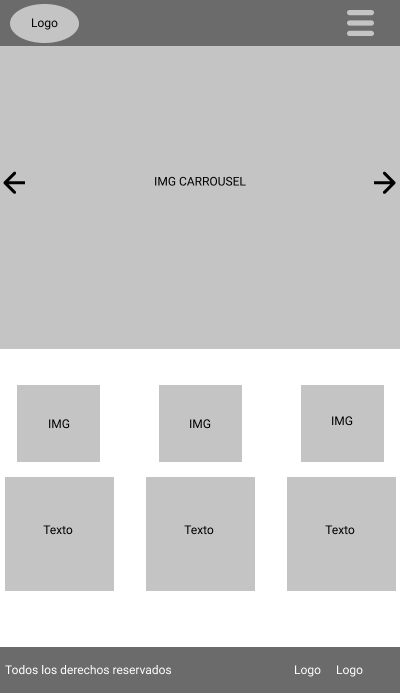 Logo
IMG CARROUSEL
IMG IMG IMG
Texto Texto Texto
Todos los derechos reservados Logo Logo